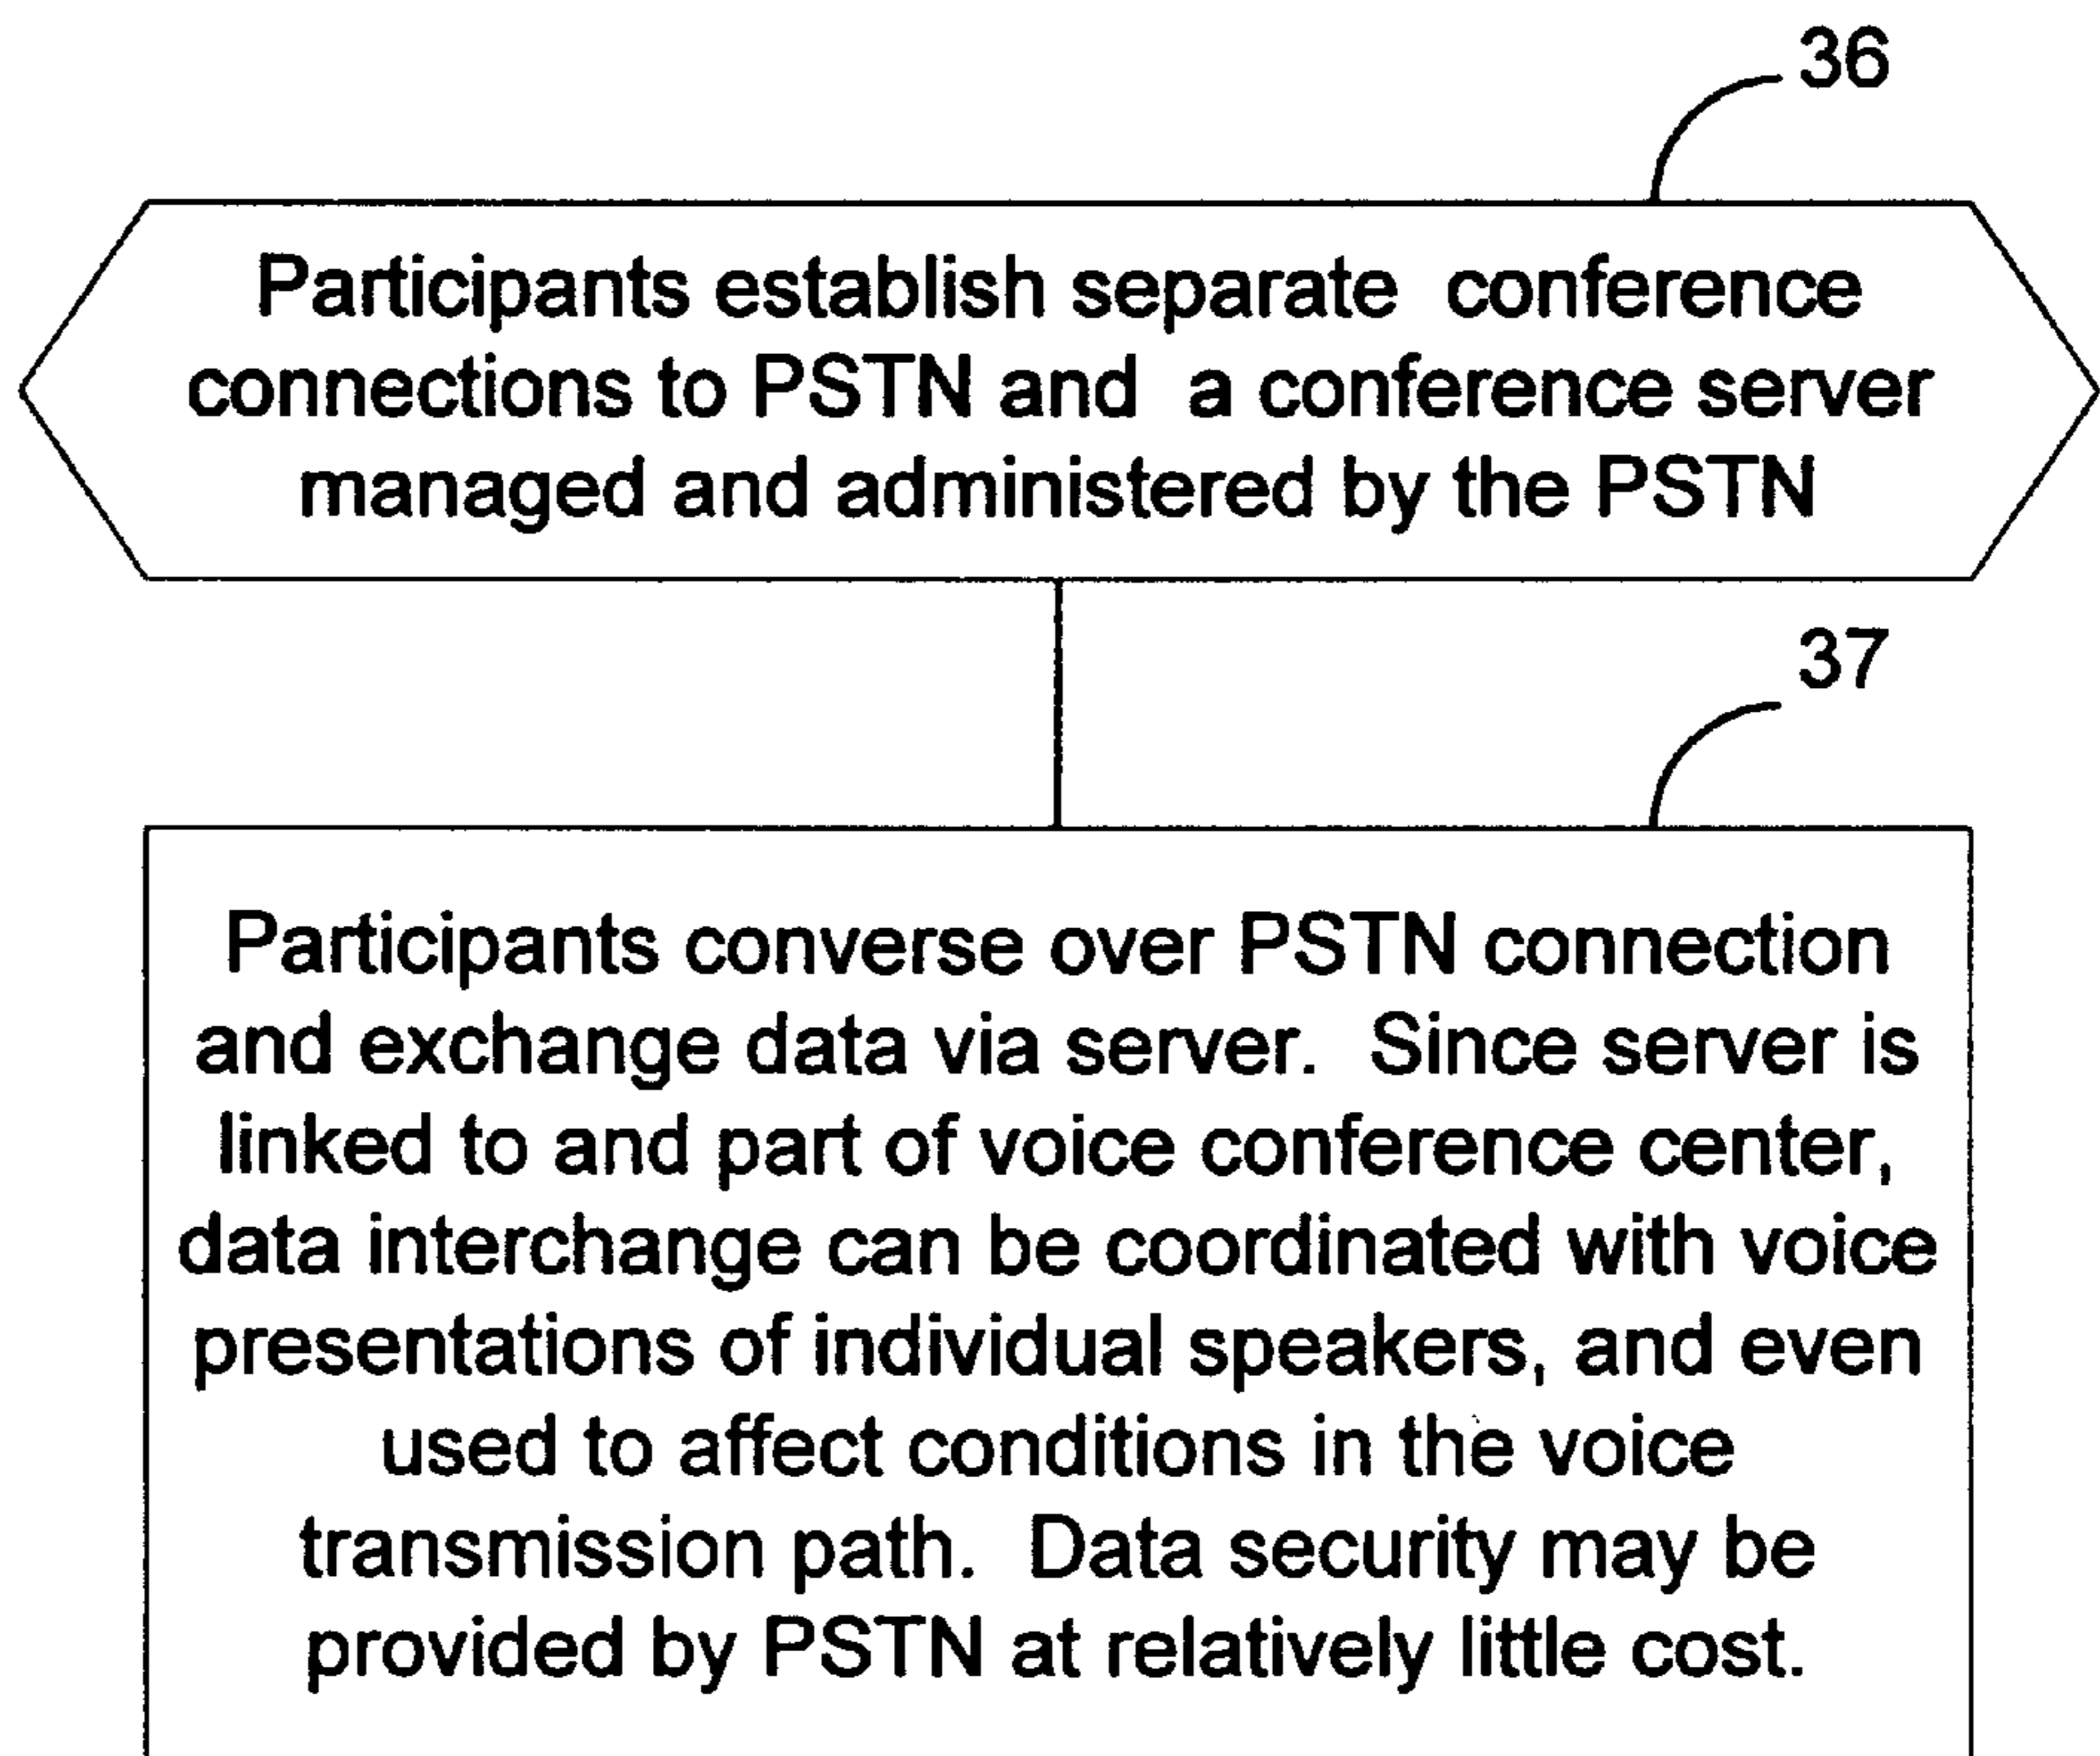 36
Participants establish separate conference
connections to PSTN and a conference server
managed and administered by the PSTN
37
Participants converse over PSTN connection
and exchange data via server. Since server is
linked to and part of voice conference center,
data interchange can be coordinated with voice
presentations of individual speakers, and even
used to affect conditions in the voice
transmission path. Data security may be
provided by PSTN at relatively little cost.